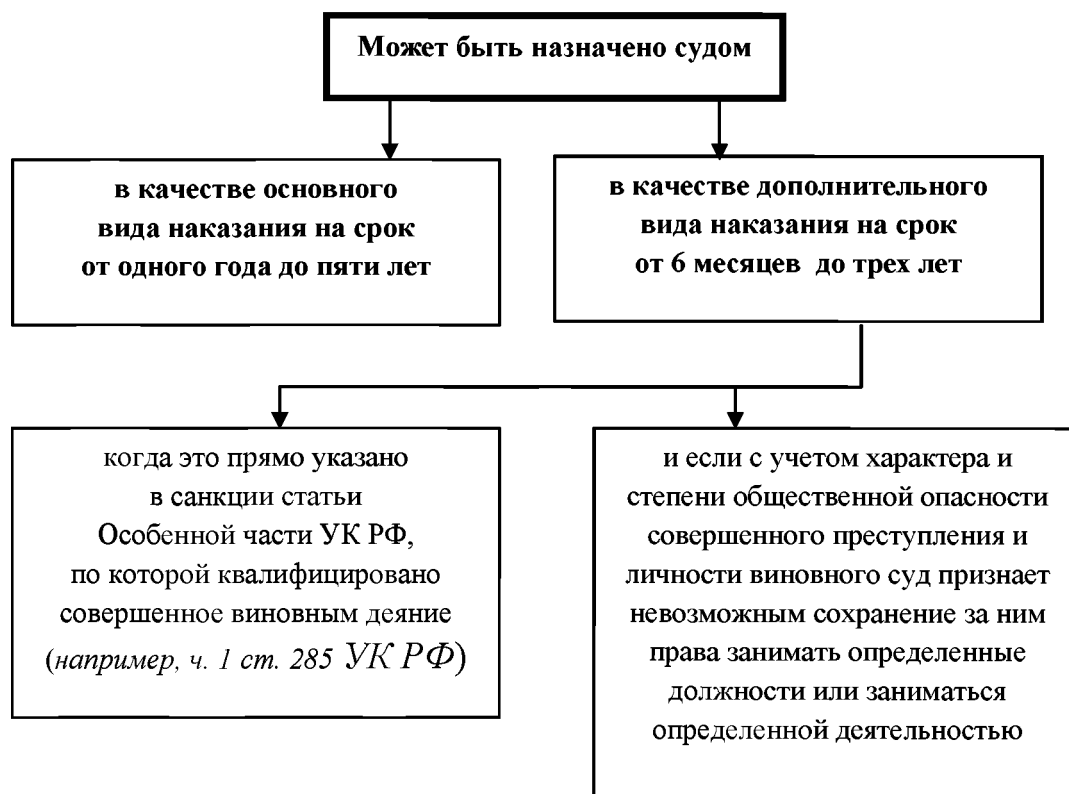 Может быть назначено судом
в качестве основного
вида наказания на срок
от одного года до пяти лет
в качестве дополнительного
вида наказания на срок
от 6 месяцев до трех лет
когда это прямо указано
в санкции статьи
Особенной части УК РФ,
по которой квалифицировано
совершенное виновным деяние
(например, ч. 1 ст. 285 УК РФ)
и если с учетом характера и
степени общественной опасности
совершенного преступления и
личности виновного суд признает
невозможным сохранение за ним
права занимать определенные
должности или заниматься
определенной деятельностью